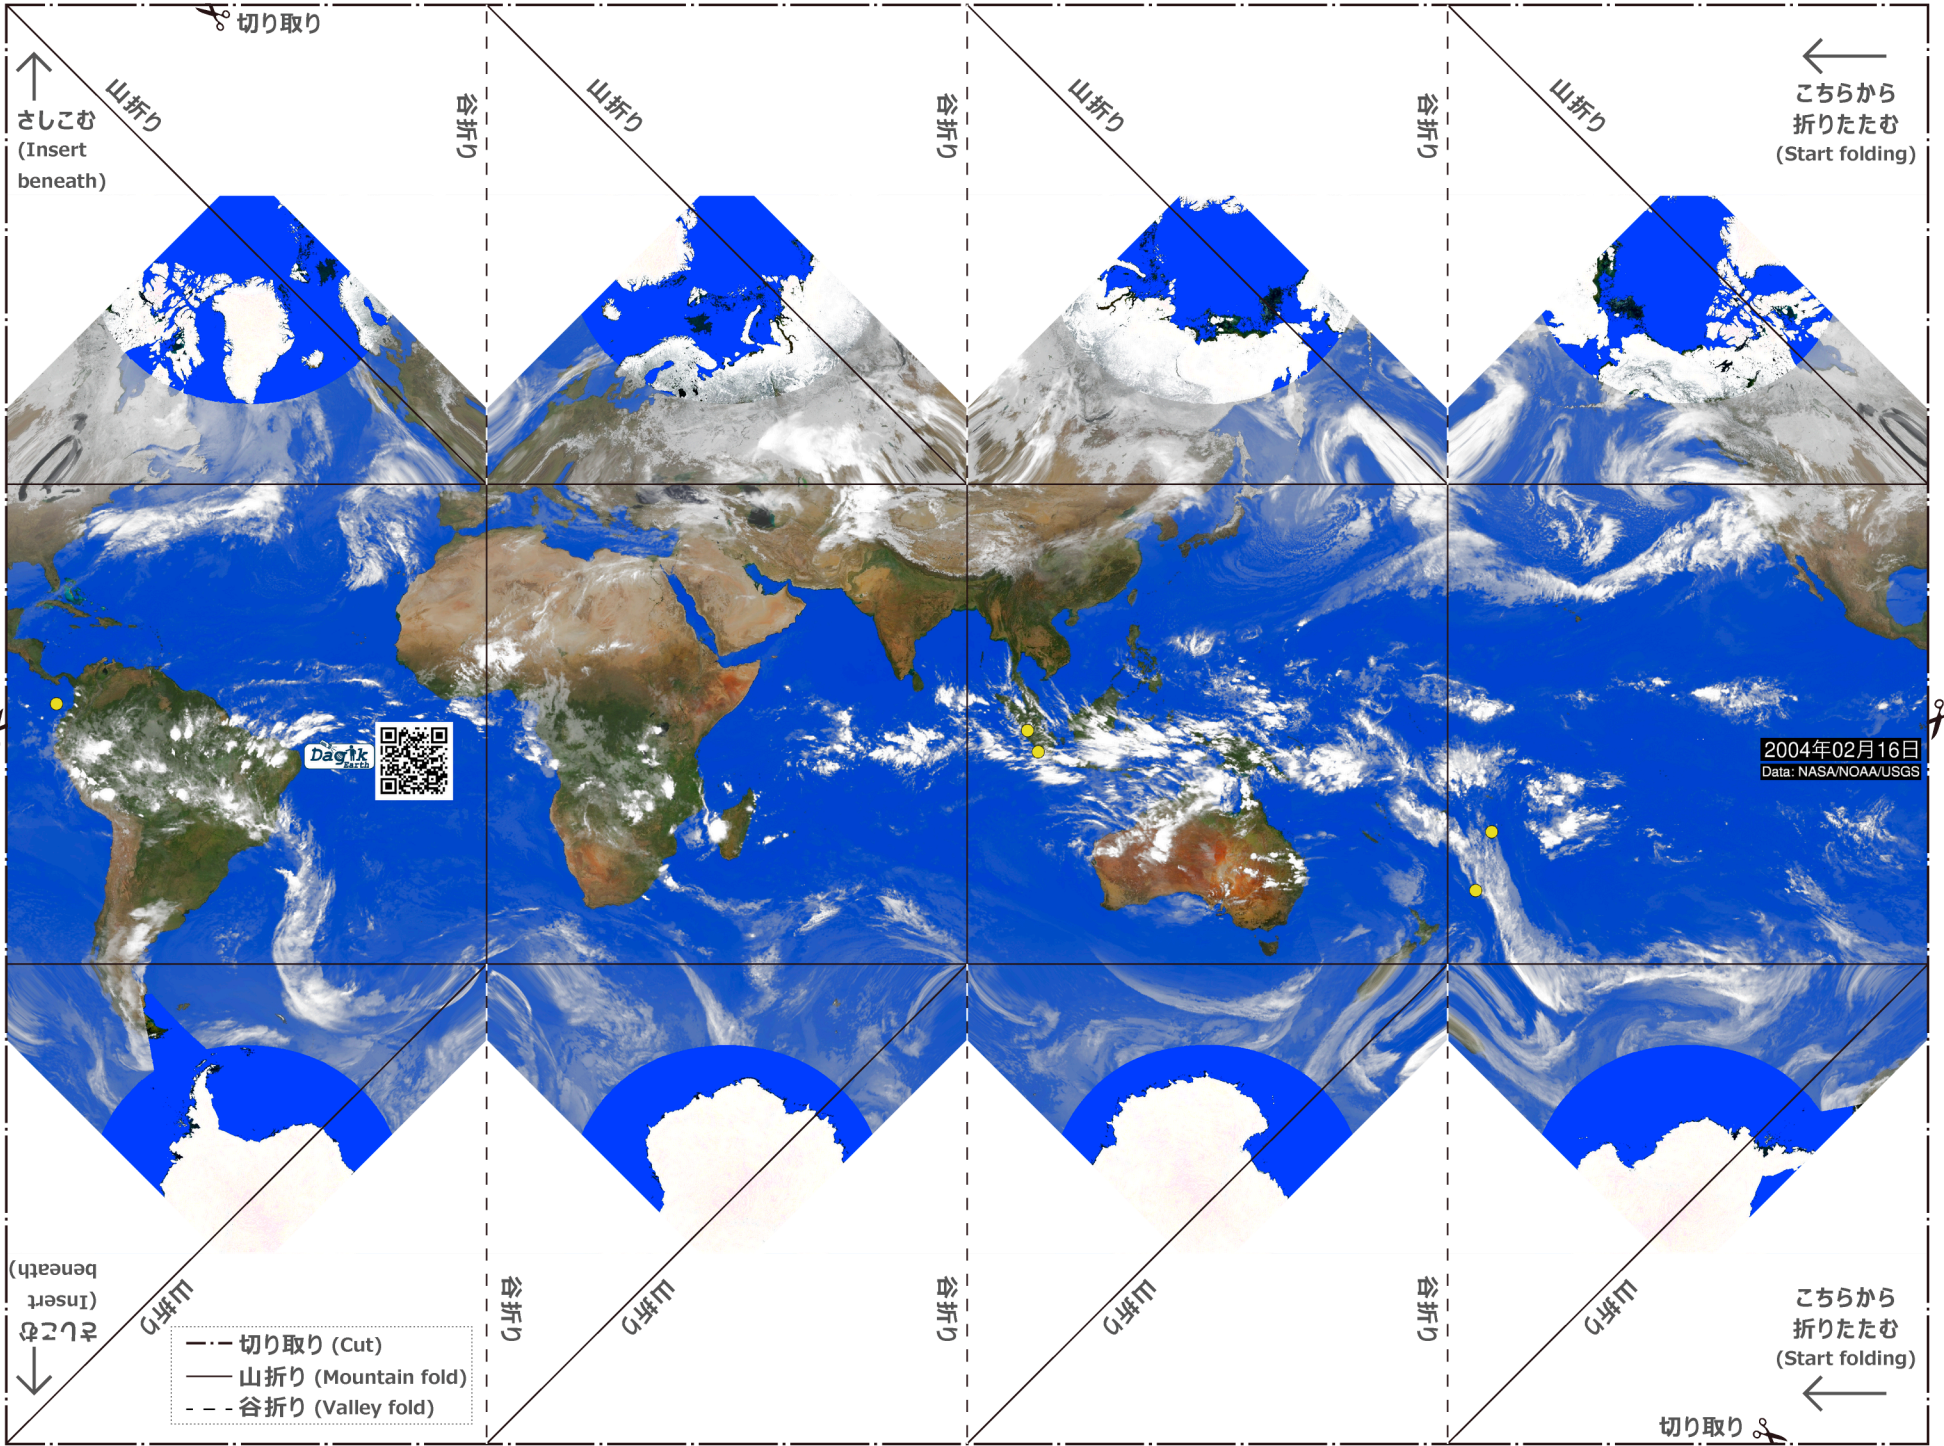 切り取り
さしこむ
(Insert
beneath)
山折り
谷折り
山折り
谷折り
山折り
谷折り
山折り
こちらから
折りたたむ
(Start folding)
Dagik
Earth
2004年02月16日
Data: NASA/NOAA/USGS
さしこむ
(Insert
beneath)
山折り
谷折り
山折り
谷折り
山折り
谷折り
山折り
こちらから
折りたたむ
(Start folding)
切り取り (Cut)
山折り (Mountain fold)
谷折り (Valley fold)
切り取り